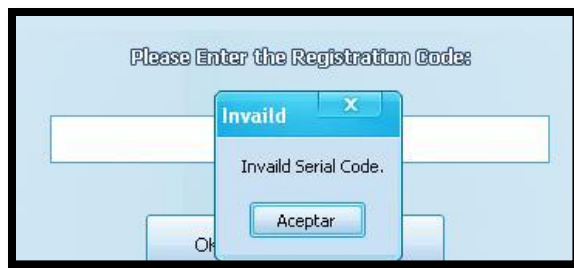 Please Enter the Registration Code:
Invaild
X
Invaild Serial Code.
Aceptar
OK